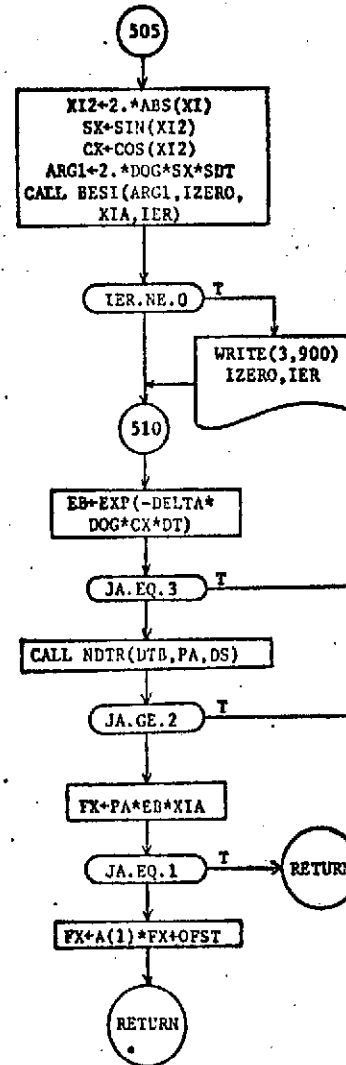 505
XI2←2.*ABS(XI)
SX←SIN(XI2)
CX←COS(XI2)
ARG1←2.*DOG*SX*SDT
CALL BESI(ARG1,IZERO,
XIA,IER)
IER.NE.0
T
WRITE(3,900)
IZERO,IER
510
EB←EXP(-DELTA*
DOG*CX*DT)
JA.EQ.3
T
CALL NDTR(DTB,PA,DS)
JA.GE.2
T
FX←PA*EB*XIA
JA.EQ.1
T
RETURN
FX←A(1)*FX+OFST
RETURN